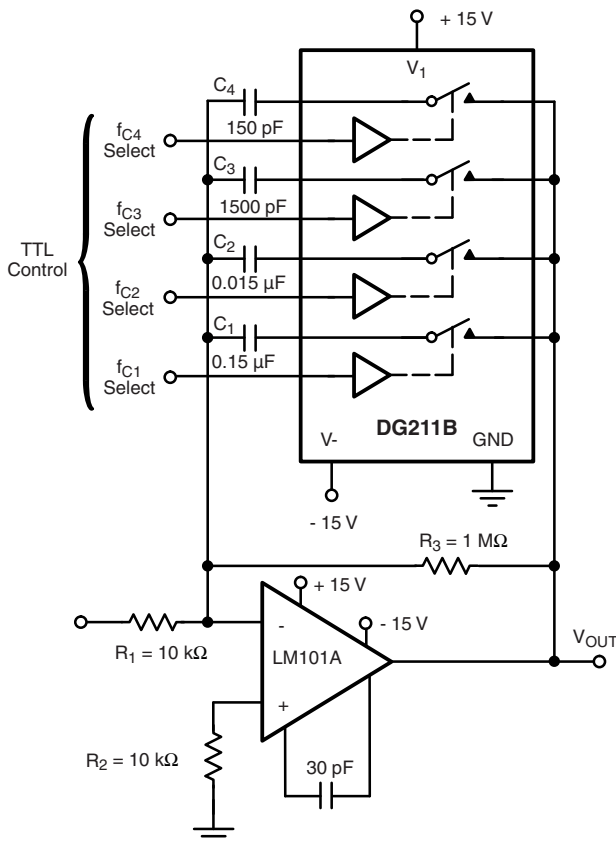 + 15 V
V1
C4
150 pF
fC4
Select
C3
1500 pF
fC3
Select
TTL
Control
C2
0.015 µF
fC2
Select
C1
0.15 µF
fC1
Select
DG211B
V-
GND
- 15 V
R3 = 1 MΩ
+ 15 V
- 15 V
-
LM101A
+
R1 = 10 kΩ
VOUT
R2 = 10 kΩ
30 pF